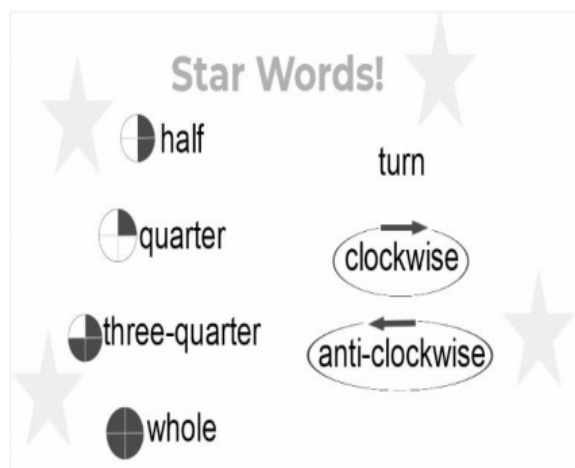 Star Words!
half
turn
quarter
clockwise
three-quarter
anti-clockwise
whole